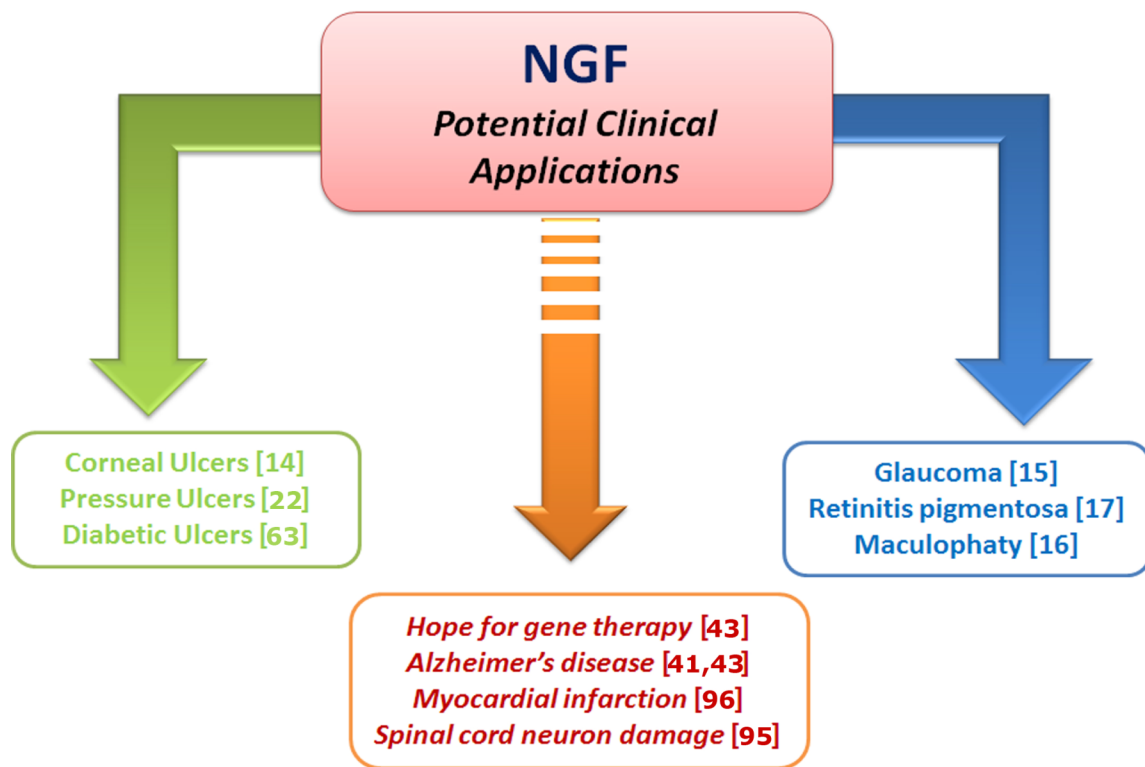 NGF
Potential Clinical
Applications
Corneal Ulcers [14]
Pressure Ulcers [22]
Diabetic Ulcers [63]
Glaucoma [15]
Retinitis pigmentosa [17]
Maculophaty [16]
Hope for gene therapy [43]
Alzheimer’s disease [41,43]
Myocardial infarction [96]
Spinal cord neuron damage [95]